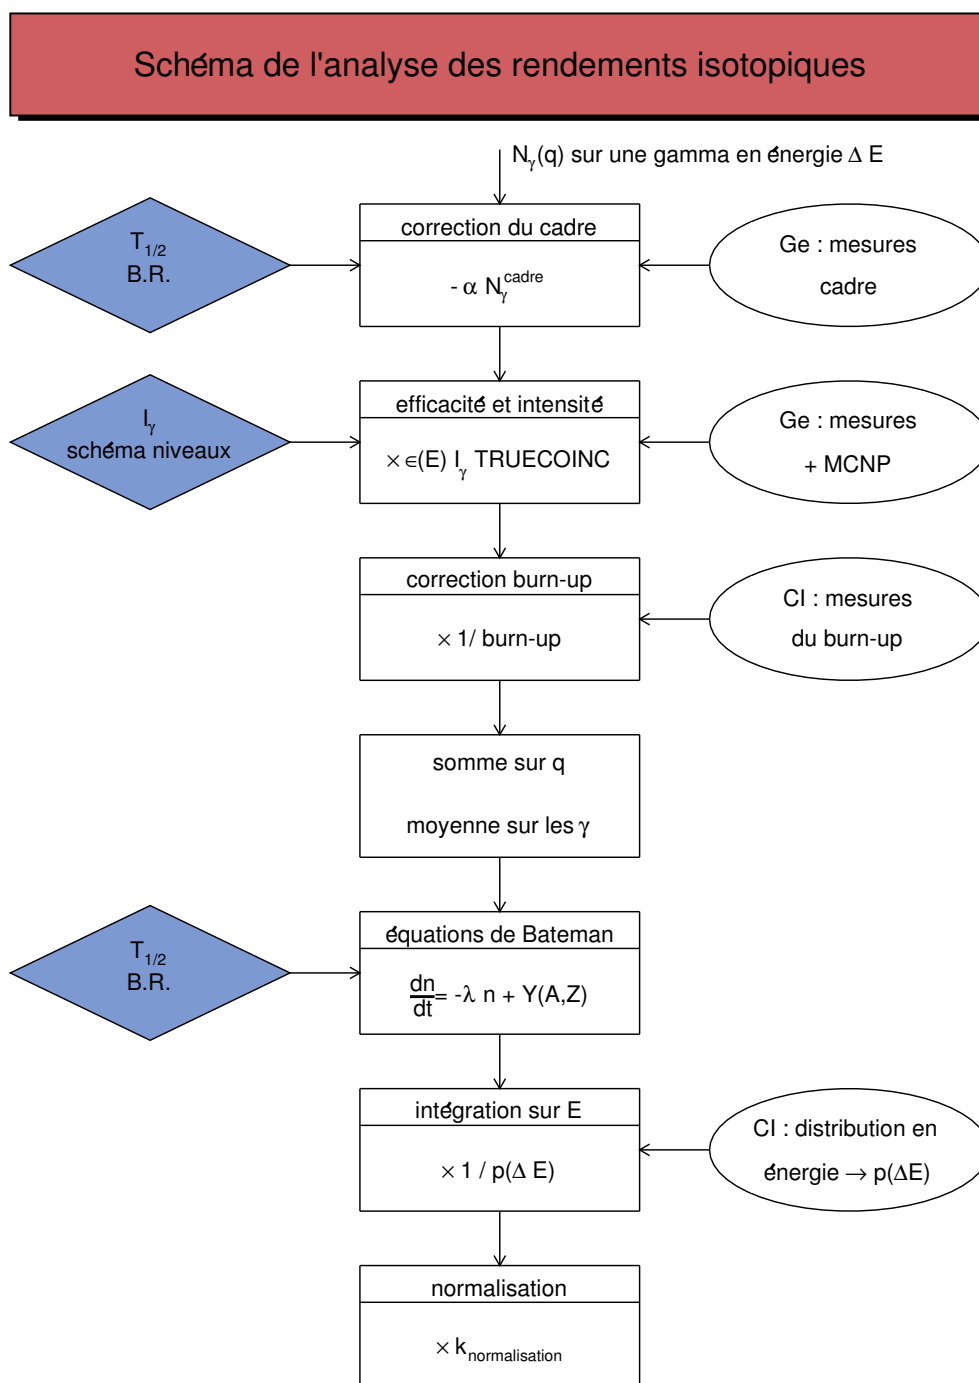 Schéma de l'analyse des rendements isotopiques
Nγ(q) sur une gamma en énergie Δ E
correction du cadre
T1/2
B.R.
- α Nγ^cadre
Ge : mesures
cadre
efficacité et intensité
Iγ
schéma niveaux
× ∈(E) Iγ TRUECOINC
Ge : mesures
+ MCNP
correction burn-up
× 1/ burn-up
CI : mesures
du burn-up
somme sur q
moyenne sur les γ
équations de Bateman
T1/2
B.R.
dn/dt = -λ n + Y(A,Z)
intégration sur E
× 1 / p(Δ E)
CI : distribution en
énergie → p(ΔE)
normalisation
× k normalisation